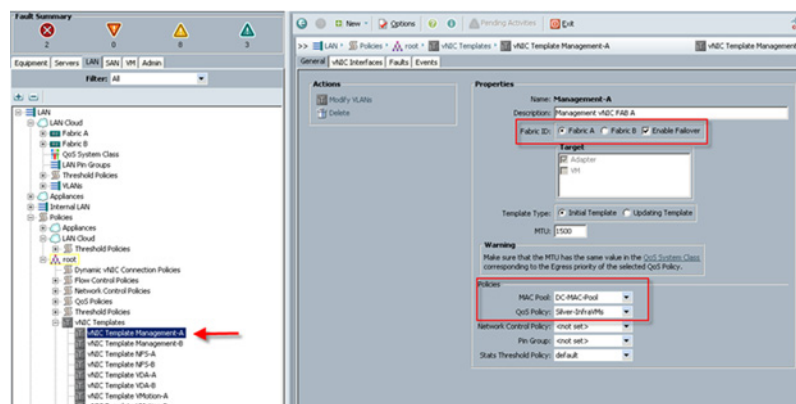 Fault Summary
2 0 8 3
Equipment Servers LAN SAN VM Admin
Filter: All
LAN
LAN Cloud
Fabric A
Fabric B
QoS System Class
LAN Pin Groups
Threshold Policies
VLANs
Appliances
Internal LAN
Policies
Appliances
LAN Cloud
Threshold Policies
root
Dynamic vNIC Connection Policies
Flow Control Policies
Network Control Policies
QoS Policies
Threshold Policies
vNIC Templates
vNIC Template Management-A
vNIC Template Management-B
vNIC Template NFS-A
vNIC Template NFS-B
vNIC Template VDA-A
vNIC Template VDA-B
vNIC Template VMotion-A
New Options Pending Activities Exit
>> LAN Policies root vNIC Templates vNIC Template Management-A vNIC Template Management
General vNIC Interfaces Faults Events
Actions
Modify VLANs
Delete
Properties
Name: Management-A
Description: Management vNIC FAB A
Fabric ID: Fabric A Fabric B Enable Failover
Target
Adapter
VM
Template Type: Initial Template Updating Template
MTU: 1500
Warning
Make sure that the MTU has the same value in the QoS System Class
corresponding to the Egress priority of the selected QoS Policy.
Policies
MAC Pool: DC-MAC-Pool
QoS Policy: Silver-InfraVMs
Network Control Policy: <not set>
Pin Group: <not set>
Stats Threshold Policy: default